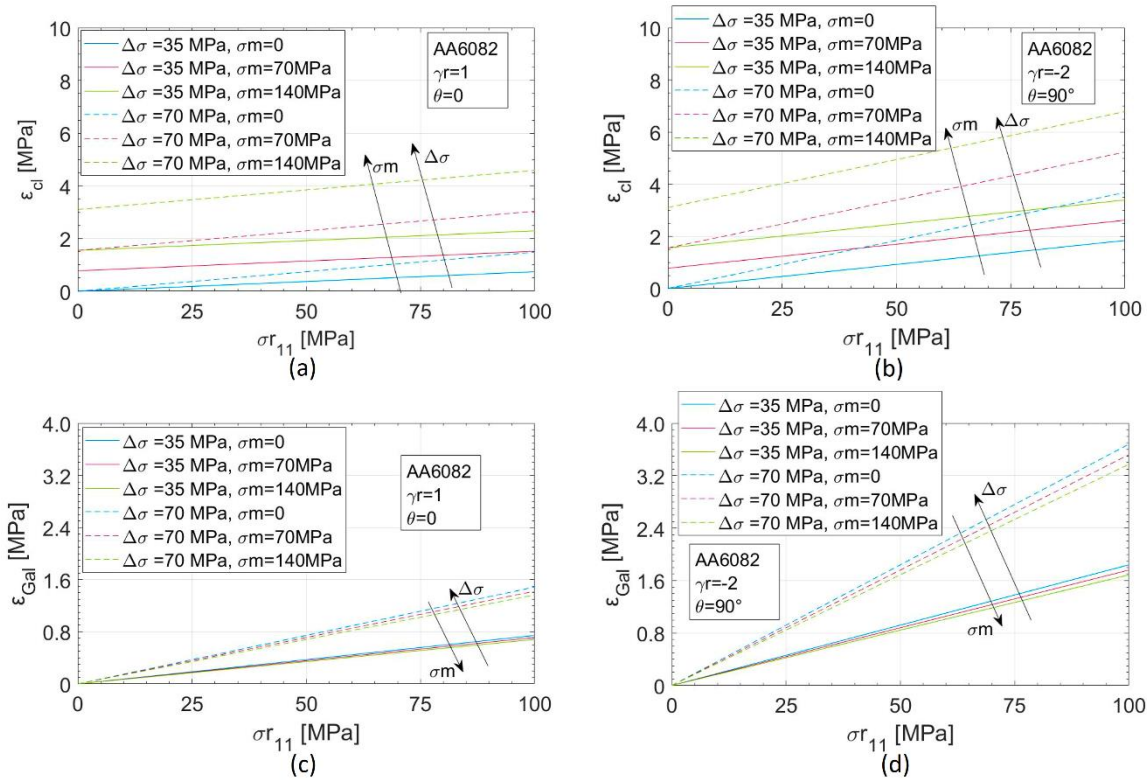 Δσ =35 MPa, σm=0
Δσ =35 MPa, σm=70MPa
Δσ =35 MPa, σm=140MPa
Δσ =70 MPa, σm=0
Δσ =70 MPa, σm=70MPa
Δσ =70 MPa, σm=140MPa
AA6082
γr=1
θ=0
σm
Δσ
10
8
6
4
2
0
ε_cl [MPa]
0
25
50
75
100
σr_11 [MPa]
(a)
Δσ =35 MPa, σm=0
Δσ =35 MPa, σm=70MPa
Δσ =35 MPa, σm=140MPa
Δσ =70 MPa, σm=0
Δσ =70 MPa, σm=70MPa
Δσ =70 MPa, σm=140MPa
AA6082
γr=-2
θ=90°
σm
Δσ
10
8
6
4
2
0
ε_cl [MPa]
0
25
50
75
100
σr_11 [MPa]
(b)
Δσ =35 MPa, σm=0
Δσ =35 MPa, σm=70MPa
Δσ =35 MPa, σm=140MPa
Δσ =70 MPa, σm=0
Δσ =70 MPa, σm=70MPa
Δσ =70 MPa, σm=140MPa
AA6082
γr=1
θ=0
Δσ
σm
4.0
3.2
2.4
1.6
0.8
0
ε_Gal [MPa]
0
25
50
75
100
σr_11 [MPa]
(c)
Δσ =35 MPa, σm=0
Δσ =35 MPa, σm=70MPa
Δσ =35 MPa, σm=140MPa
Δσ =70 MPa, σm=0
Δσ =70 MPa, σm=70MPa
Δσ =70 MPa, σm=140MPa
AA6082
γr=-2
θ=90°
Δσ
σm
4.0
3.2
2.4
1.6
0.8
0
ε_Gal [MPa]
0
25
50
75
100
σr_11 [MPa]
(d)